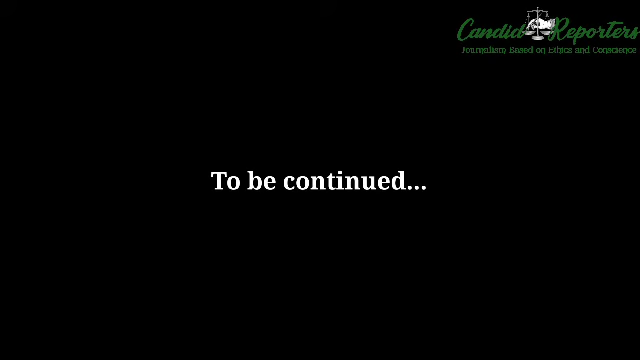 Candid Reporters
Journalism Based on Ethics and Conscience
To be continued...